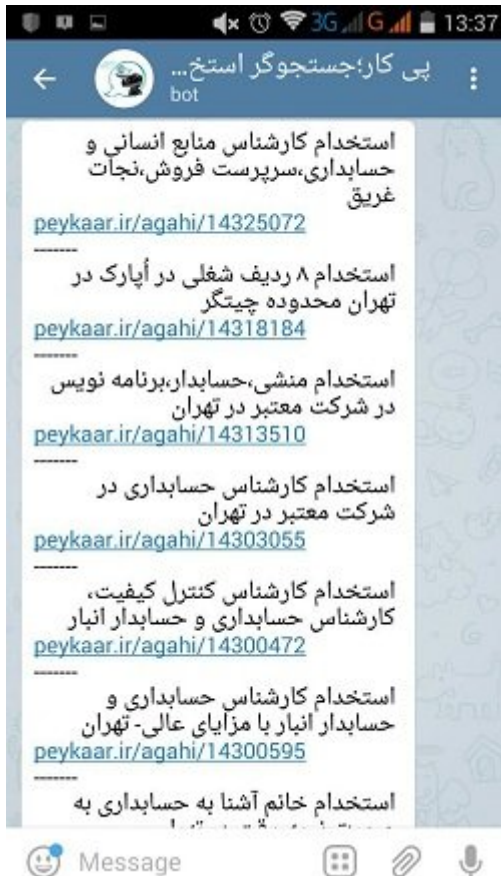 3G G 13:37
پی کار؛جستجوگر استخ...
bot
استخدام کارشناس منابع انسانی و
حسابداری،سرپرست فروش،نجات
غریق
peykaar.ir/agahi/14325072
-------
استخدام ۸ ردیف شغلی در اُپارک در
تهران محدوده چیتگر
peykaar.ir/agahi/14318184
-------
استخدام منشی،حسابدار،برنامه نویس
در شرکت معتبر در تهران
peykaar.ir/agahi/14313510
-------
استخدام کارشناس حسابداری در
شرکت معتبر در تهران
peykaar.ir/agahi/14303055
-------
استخدام کارشناس کنترل کیفیت،
کارشناس حسابداری و حسابدار انبار
peykaar.ir/agahi/14300472
-------
استخدام کارشناس حسابداری و
حسابدار انبار با مزایای عالی- تهران
peykaar.ir/agahi/14300595
-------
استخدام خانم آشنا به حسابداری به
Message